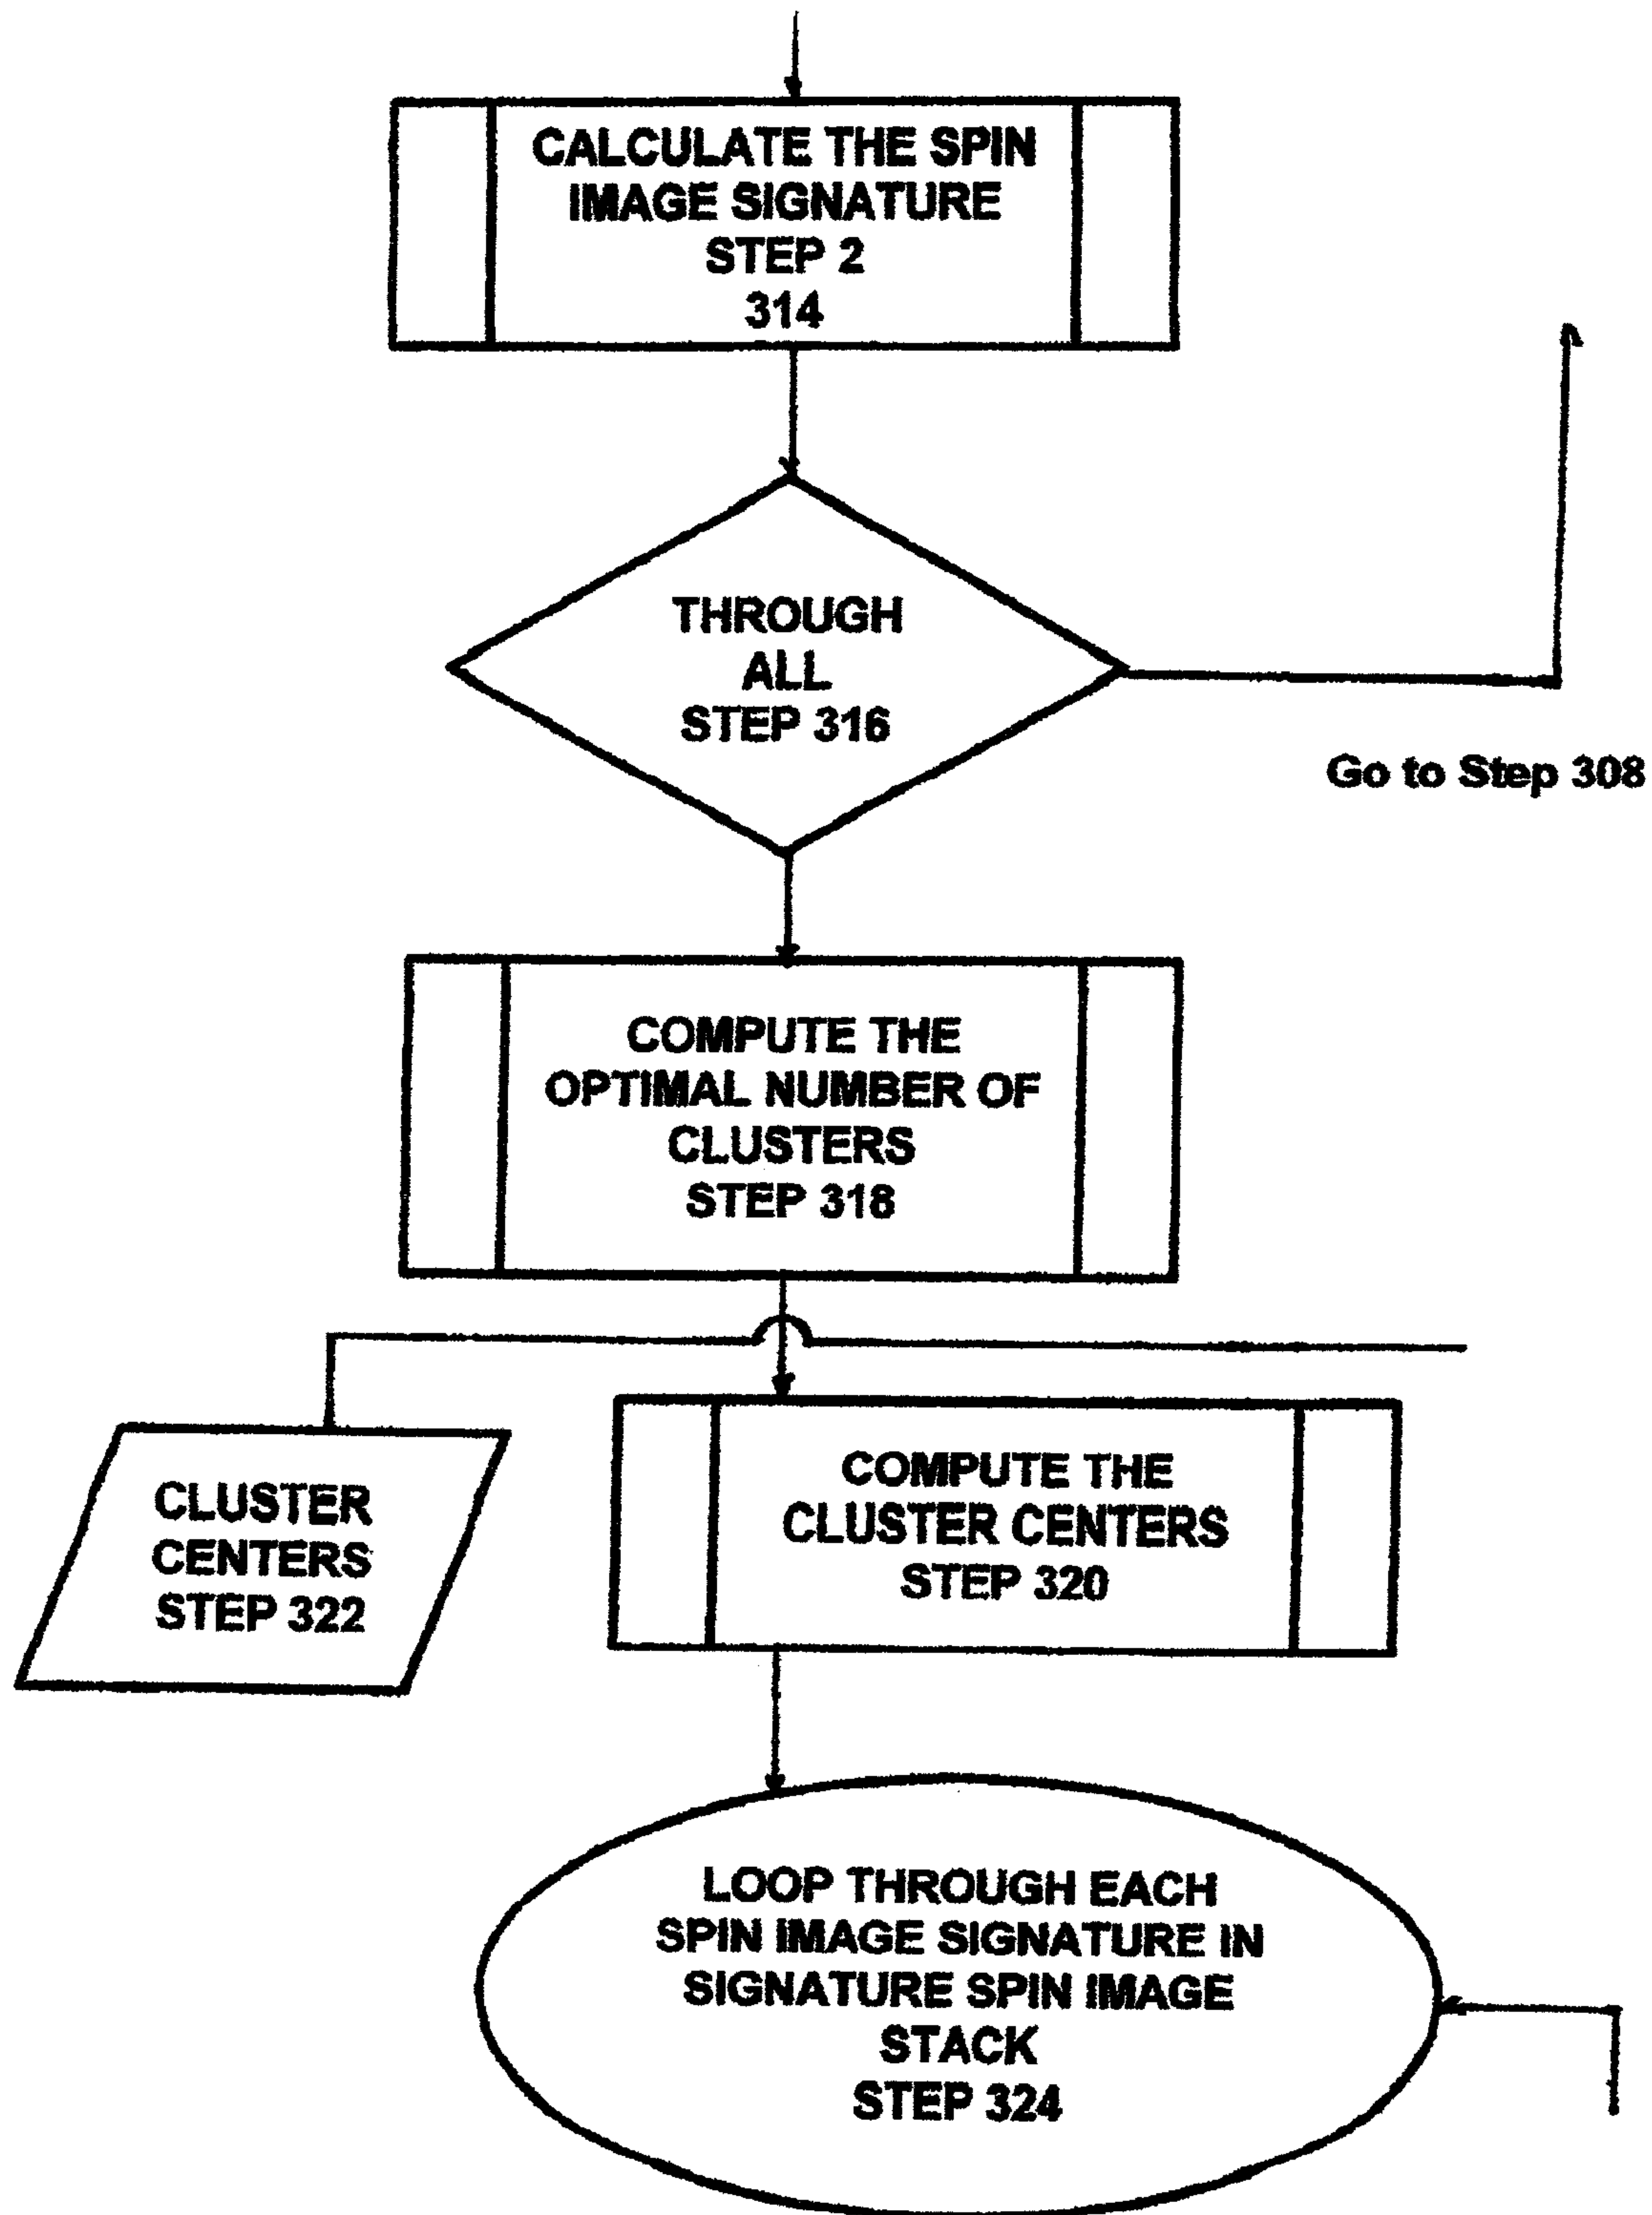 CALCULATE THE SPIN
IMAGE SIGNATURE
STEP 2
314
THROUGH
ALL
STEP 316
Go to Step 308
COMPUTE THE
OPTIMAL NUMBER OF
CLUSTERS
STEP 318
CLUSTER
CENTERS
STEP 322
COMPUTE THE
CLUSTER CENTERS
STEP 320
LOOP THROUGH EACH
SPIN IMAGE SIGNATURE IN
SIGNATURE SPIN IMAGE
STACK
STEP 324